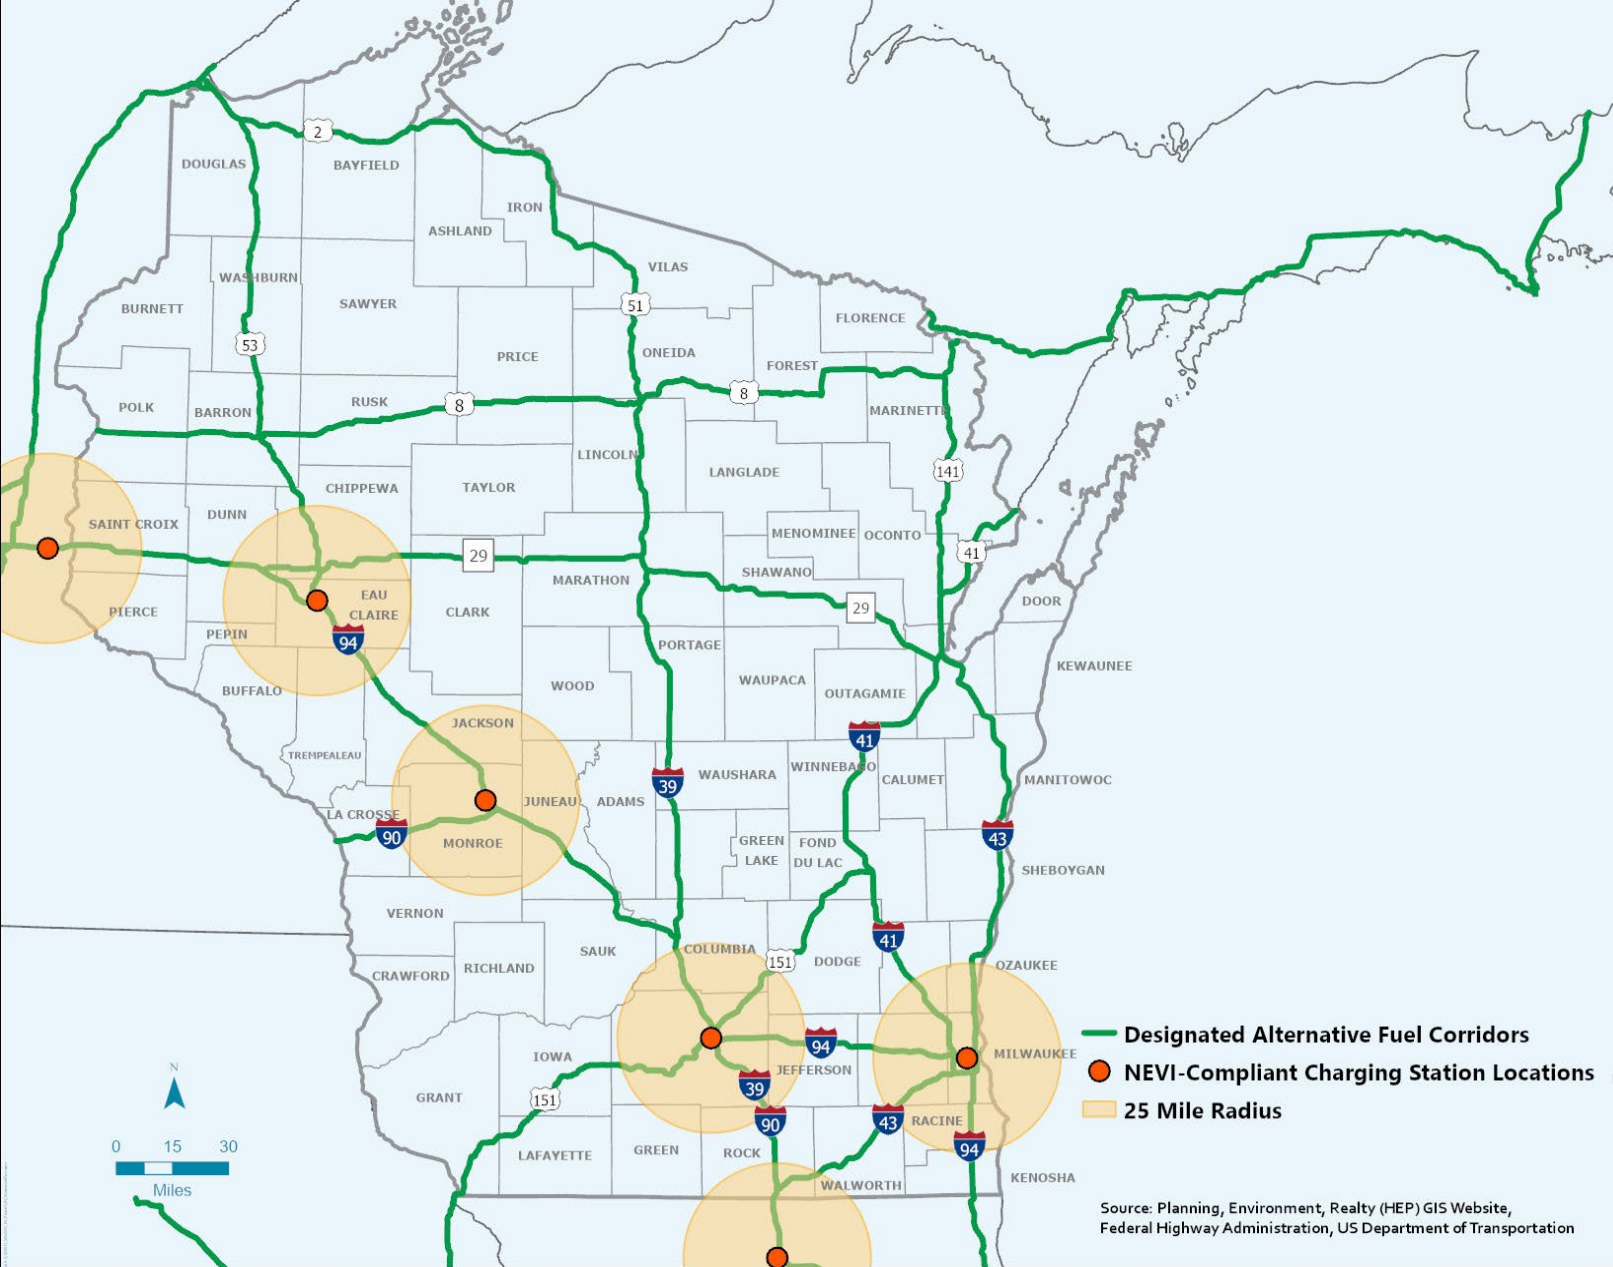 2
DOUGLAS
BAYFIELD
IRON
ASHLAND
VILAS
WASHBURN
BURNETT
SAWYER
51
FLORENCE
53
PRICE
ONEIDA
FOREST
8
8
POLK
BARRON
RUSK
MARINETTE
LINCOLN
LANGLADE
141
CHIPPEWA
TAYLOR
SAINT CROIX
DUNN
MENOMINEE
OCONTO
29
41
MARATHON
SHAWANO
EAU
CLAIRE
PIERCE
CLARK
29
DOOR
PEPIN
94
PORTAGE
KEWAUNEE
BUFFALO
WOOD
WAUPACA
OUTAGAMIE
JACKSON
41
TREMPEALEAU
WINNEBAGO
39
WAUSHARA
CALUMET
MANITOWOC
JUNEAU
ADAMS
LA CROSSE
90
MONROE
GREEN
LAKE
FOND
DU LAC
43
SHEBOYGAN
VERNON
41
SAUK
COLUMBIA
151
DODGE
OZAUKEE
CRAWFORD
RICHLAND
Designated Alternative Fuel Corridors
94
IOWA
MILWAUKEE
NEVI-Compliant Charging Station Locations
N
39
JEFFERSON
GRANT
151
25 Mile Radius
90
43
RACINE
0 15 30
Miles
LAFAYETTE
GREEN
ROCK
94
WALWORTH
KENOSHA
Source: Planning, Environment, Realty (HEP) GIS Website,
Federal Highway Administration, US Department of Transportation